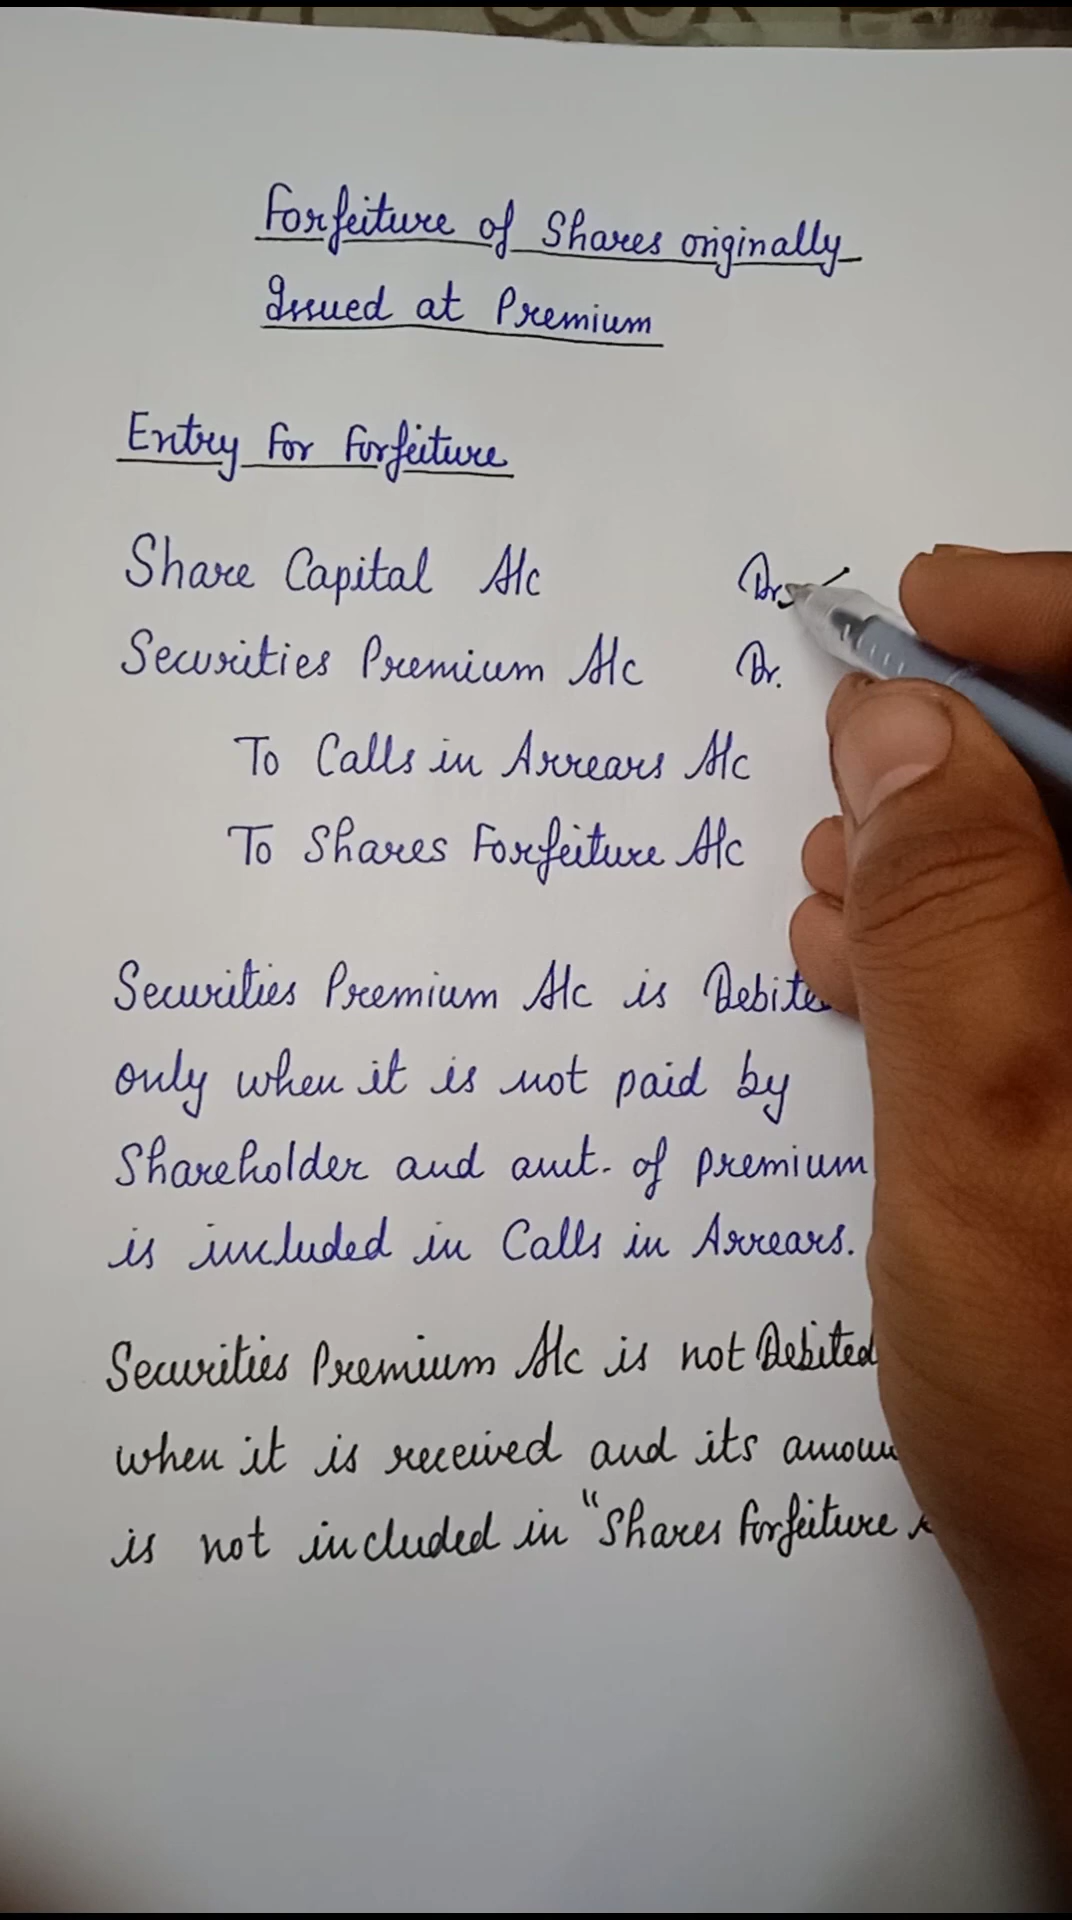 Forfeiture of Shares originally
Issued at Premium
Entry For Forfeiture
Share Capital A/c Dr.
Securities Premium A/c Dr.
To Calls in Arrears A/c
To Shares Forfeiture A/c
Securities Premium A/c is Debite
only when it is not paid by
Shareholder and amt. of premium
is included in Calls in Arrears.
Securities Premium A/c is not Debited
when it is received and its amou
is not included in "Shares Forfeiture